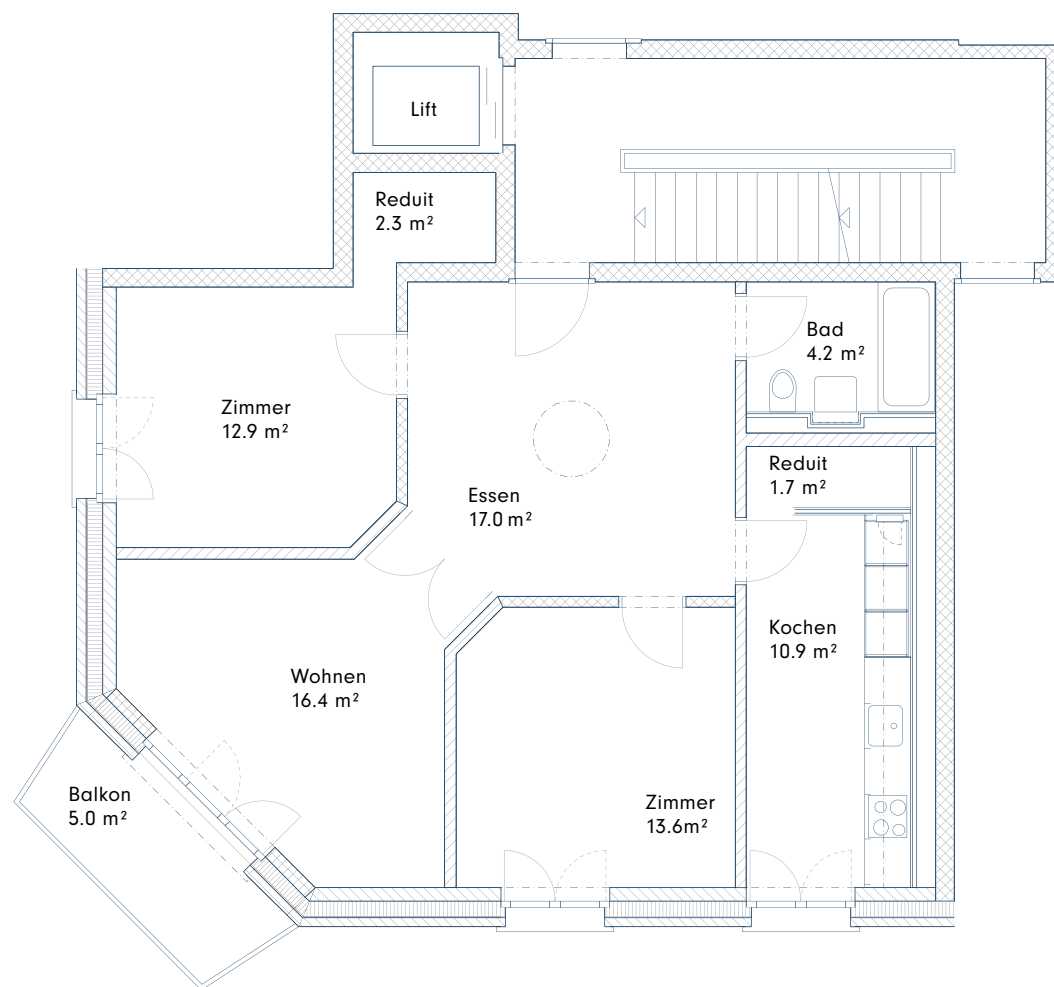 Lift
Reduit
2.3 m²
Bad
4.2 m²
Zimmer
12.9 m²
Reduit
1.7 m²
Essen
17.0 m²
Kochen
10.9 m²
Wohnen
16.4 m²
Balkon
5.0 m²
Zimmer
13.6m²